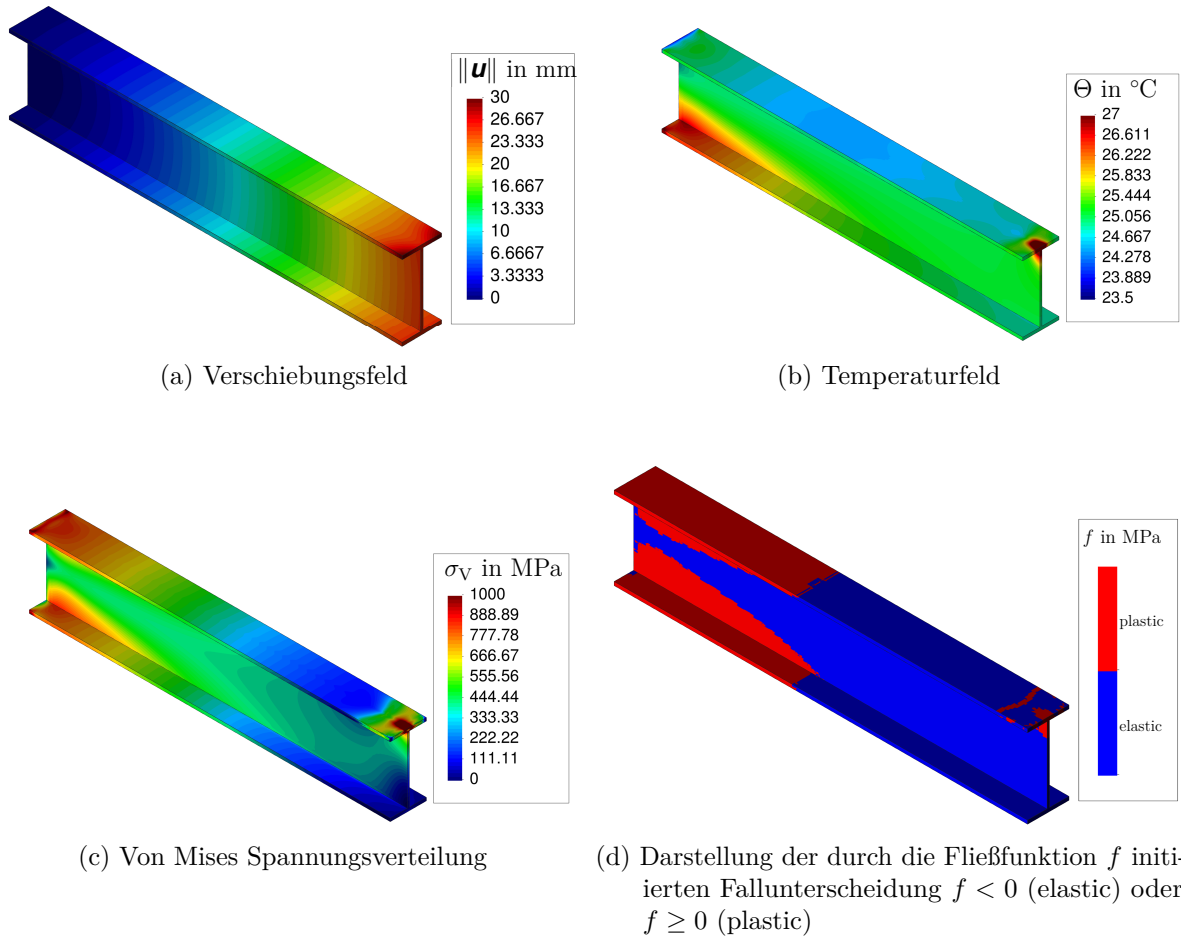 ‖u‖ in mm
30
26.667
23.333
20
16.667
13.333
10
6.6667
3.3333
0
(a) Verschiebungsfeld
Θ in °C
27
26.611
26.222
25.833
25.444
25.056
24.667
24.278
23.889
23.5
(b) Temperaturfeld
σV in MPa
1000
888.89
777.78
666.67
555.56
444.44
333.33
222.22
111.11
0
(c) Von Mises Spannungsverteilung
f in MPa
plastic
elastic
(d) Darstellung der durch die Fließfunktion f initi-
ierten Fallunterscheidung f < 0 (elastic) oder
f ≥ 0 (plastic)